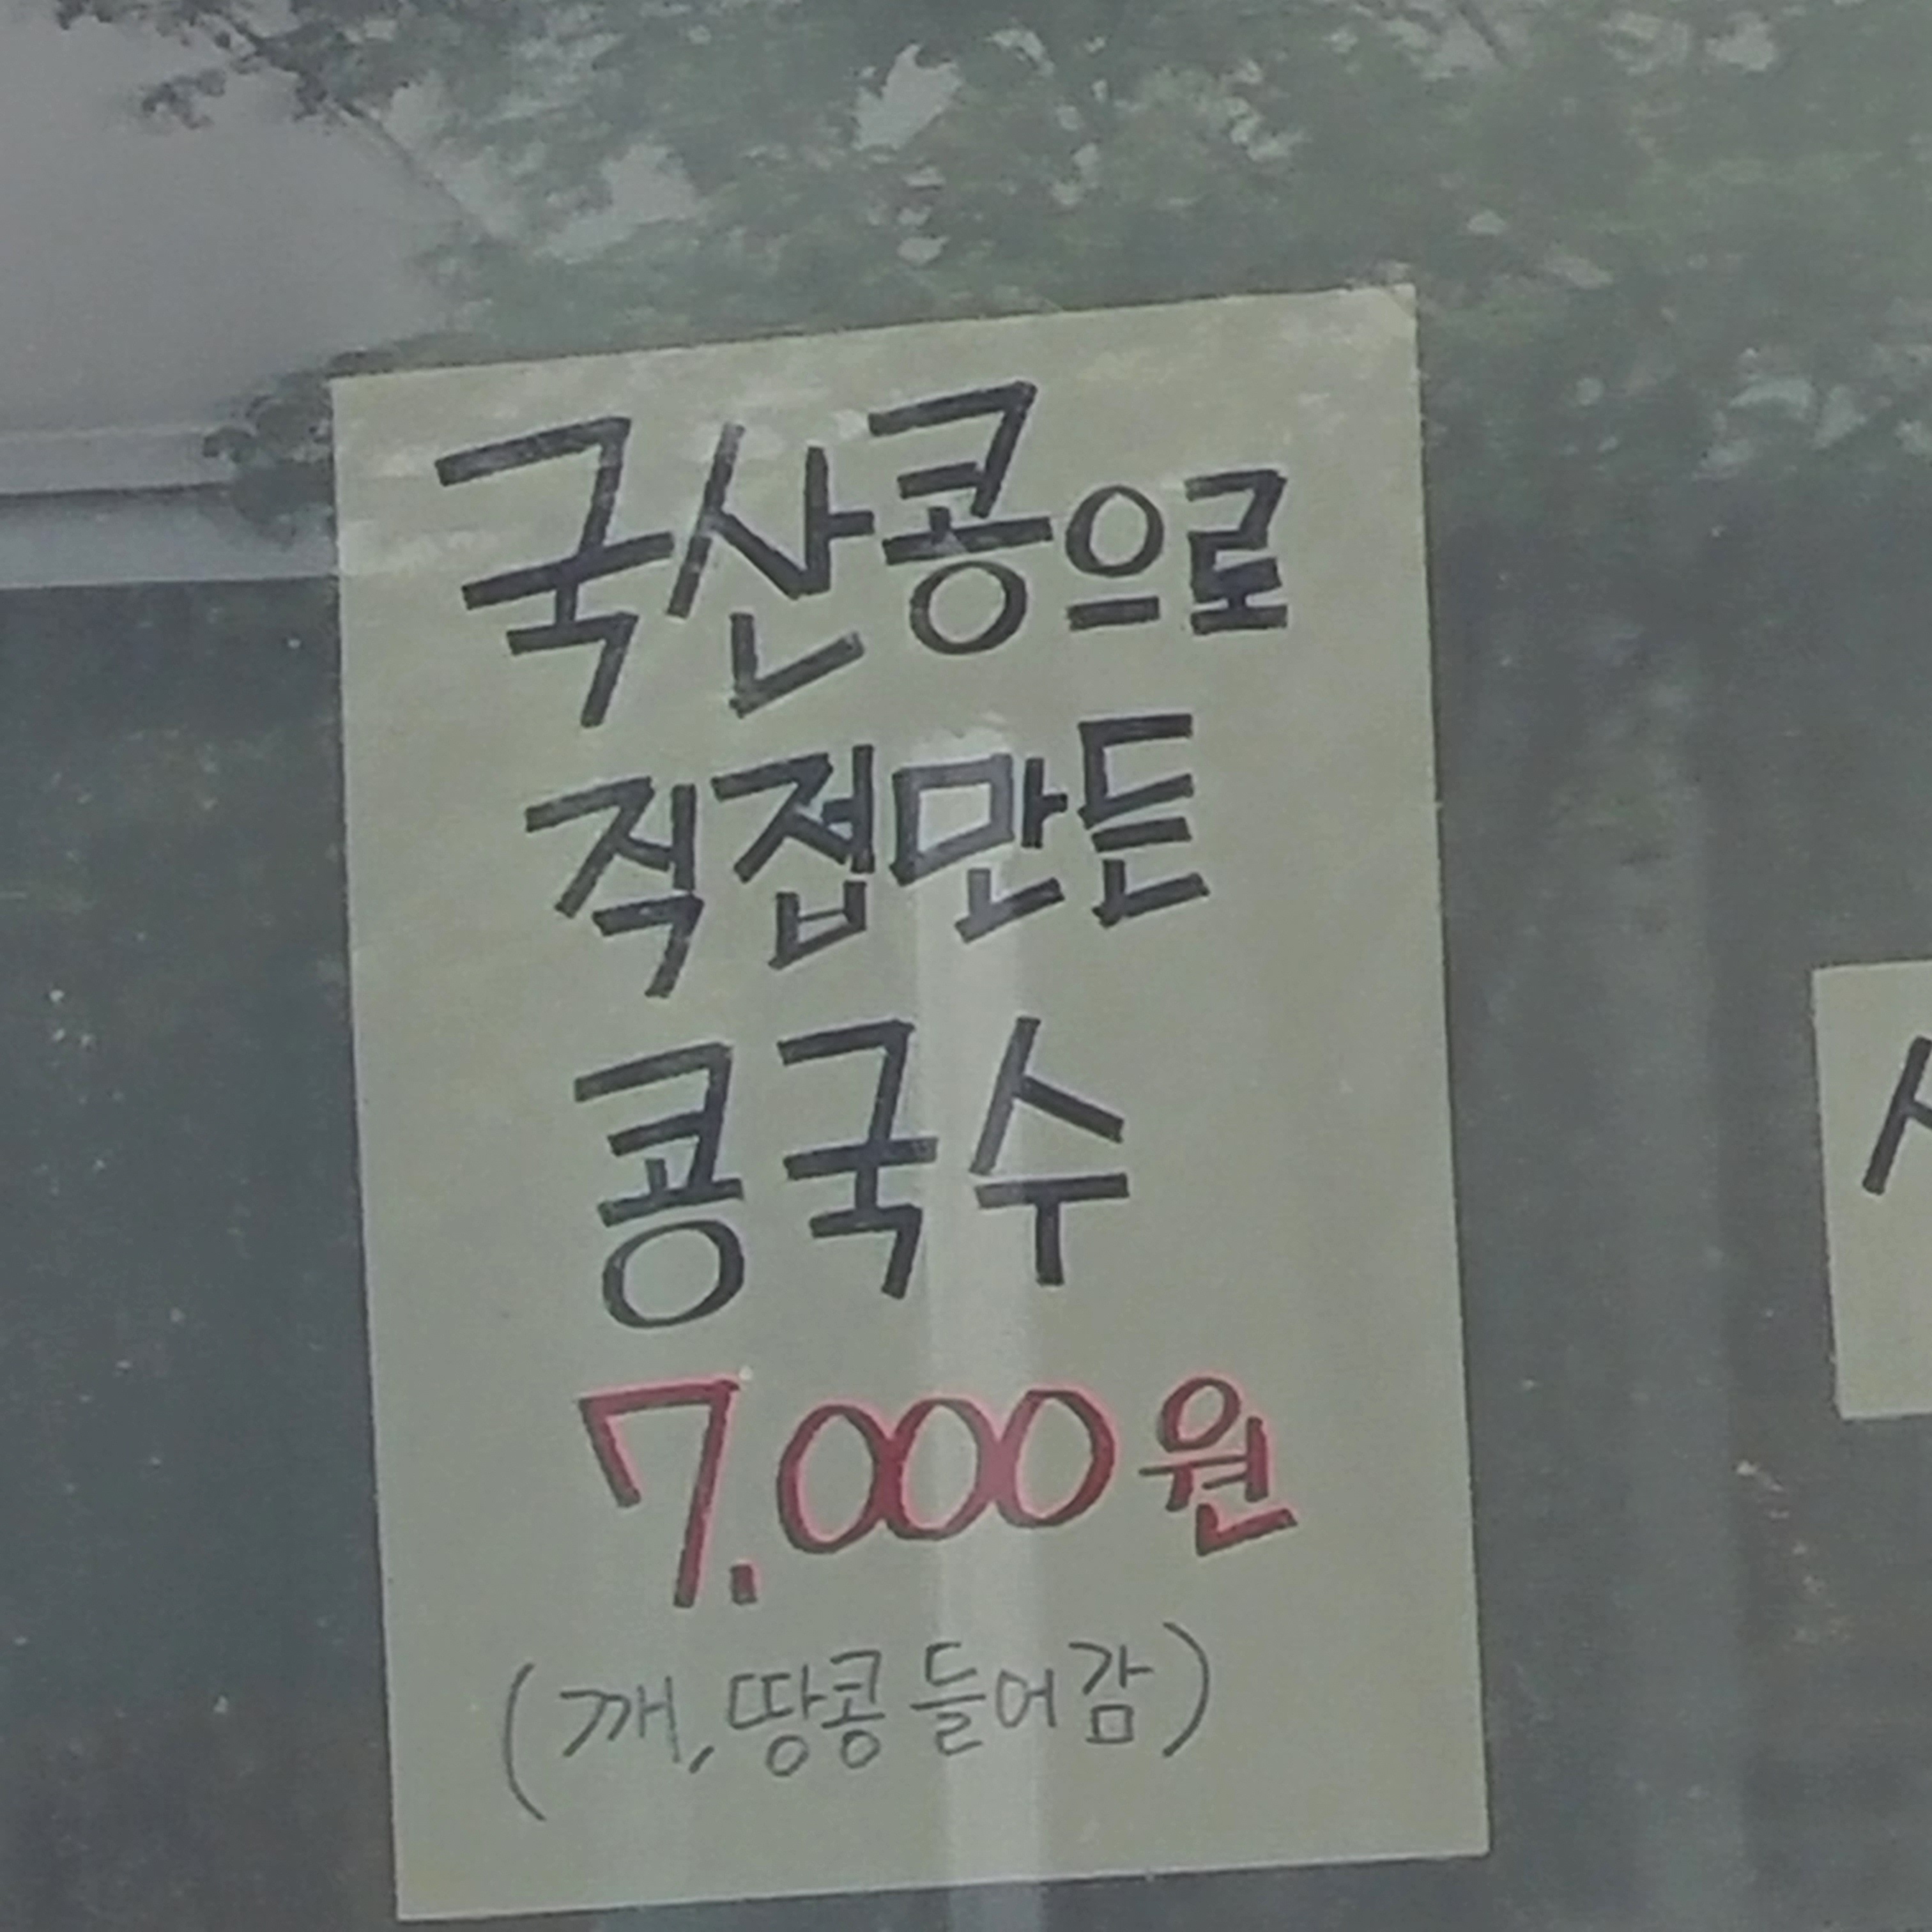 국산콩으로
직접만든
콩국수
7.000원
(깨, 땅콩 들어감)